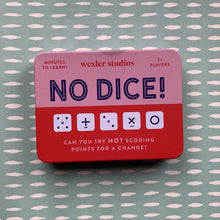 MINUTES
TO LEARN!
wexler studios
2+
PLAYERS
NO DICE!
CAN YOU TRY NOT SCORING
POINTS FOR A CHANGE?